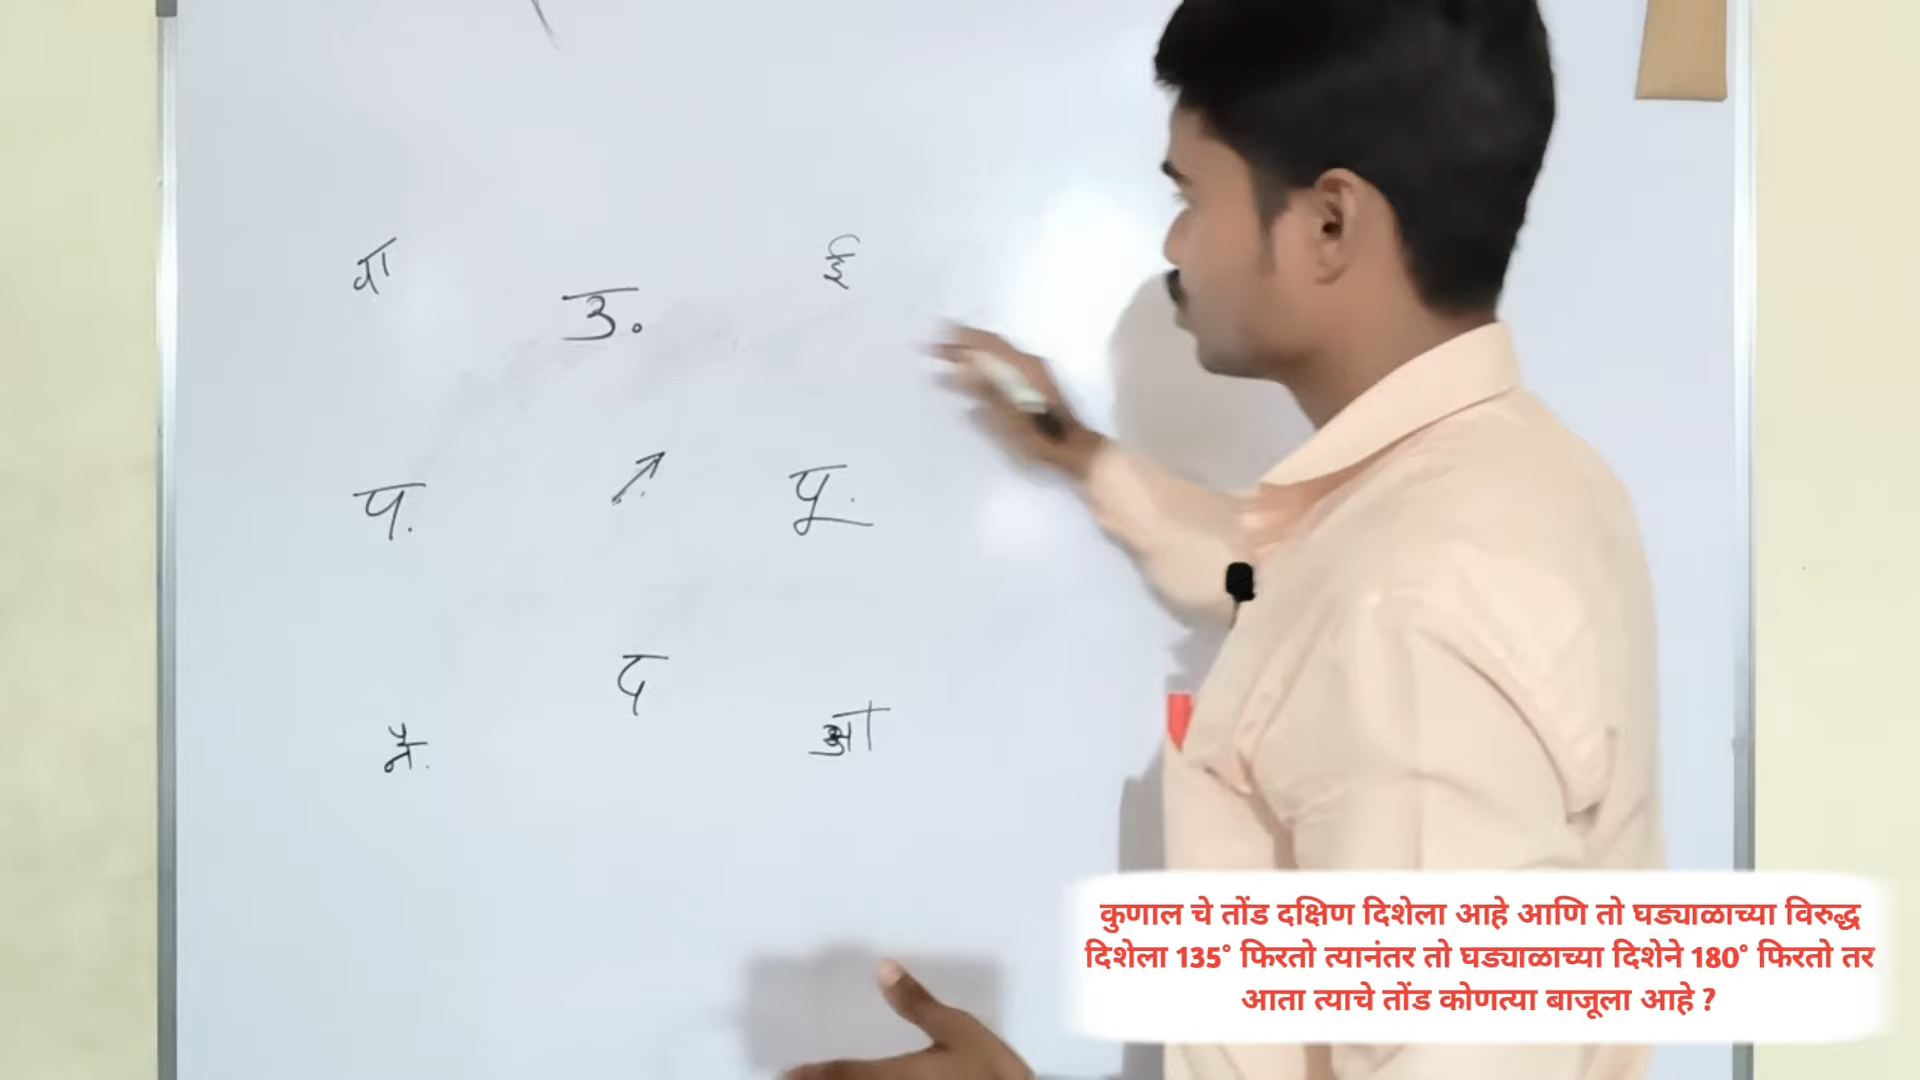 वा
ई
उ.
प.
पू.
द
नै.
आ
कुणाल चे तोंड दक्षिण दिशेला आहे आणि तो घड्याळाच्या विरुद्ध
दिशेला 135° फिरतो त्यानंतर तो घड्याळाच्या दिशेने 180° फिरतो तर
आता त्याचे तोंड कोणत्या बाजूला आहे ?